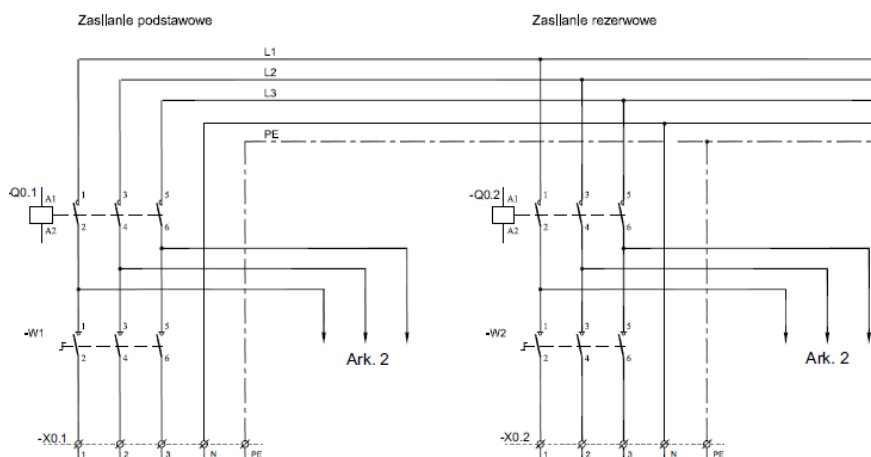 Zasilanie podstawowe
Zasilanie rezerwowe
L1
L2
L3
PE
-Q0.1
A1
A2
1
3
5
2
4
6
-Q0.2
A1
A2
1
3
5
2
4
6
-W1
1
3
5
2
4
6
Ark. 2
-W2
1
3
5
2
4
6
Ark. 2
-X0.1
1
2
3
N
PE
-X0.2
1
2
3
N
PE